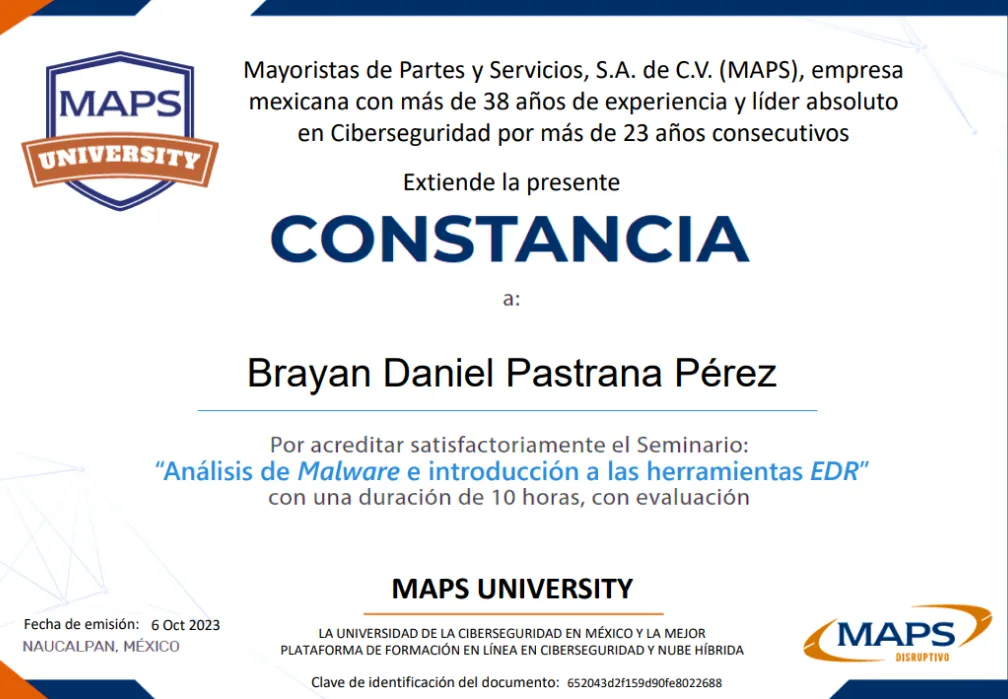 MAPS
UNIVERSITY
Mayoristas de Partes y Servicios, S.A. de C.V. (MAPS), empresa
mexicana con más de 38 años de experiencia y líder absoluto
en Ciberseguridad por más de 23 años consecutivos
Extiende la presente
CONSTANCIA
a:
Brayan Daniel Pastrana Pérez
Por acreditar satisfactoriamente el Seminario:
“Análisis de Malware e introducción a las herramientas EDR”
con una duración de 10 horas, con evaluación
MAPS UNIVERSITY
LA UNIVERSIDAD DE LA CIBERSEGURIDAD EN MÉXICO Y LA MEJOR
PLATAFORMA DE FORMACIÓN EN LÍNEA EN CIBERSEGURIDAD Y NUBE HÍBRIDA
Clave de identificación del documento: 652043d2f159d90fe8022688
Fecha de emisión: 6 Oct 2023
NAUCALPAN, MÉXICO
MAPS
DISRUPTIVO